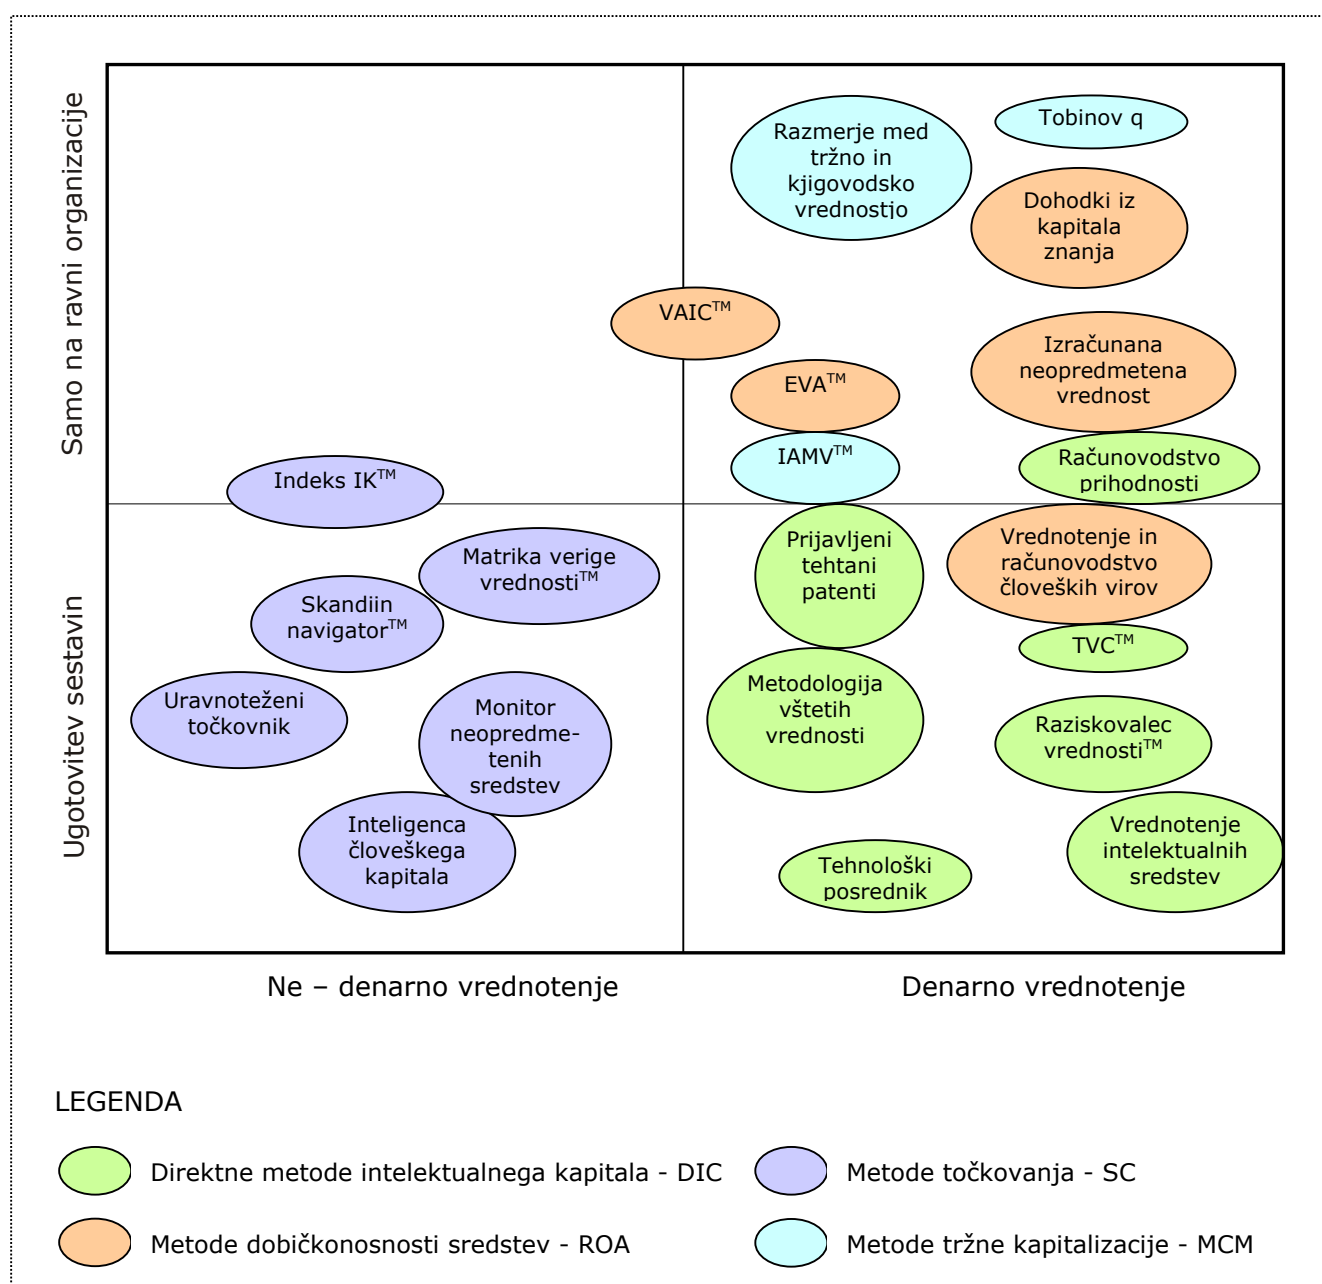 Samo na ravni organizacije
Ugotovitev sestavin
Razmerje med
tržno in
kjigovodsko
vrednostjo
Tobinov q
Dohodki iz
kapitala
znanja
VAIC™
EVA™
Izračunana
neopredmetena
vrednost
IAMV™
Računovodstvo
prihodnosti
Indeks IK™
Matrika verige
vrednosti™
Skandiin
navigator™
Uravnoteženi
točkovnik
Monitor
neopredme-
tenih
sredstev
Inteligenca
človeškega
kapitala
Prijavljeni
tehtani
patenti
Vrednotenje in
računovodstvo
človeških virov
TVC™
Metodologija
vštetih
vrednosti
Raziskovalec
vrednosti™
Tehnološki
posrednik
Vrednotenje
intelektualnih
sredstev
Ne – denarno vrednotenje
Denarno vrednotenje
LEGENDA
Direktne metode intelektualnega kapitala - DIC
Metode točkovanja - SC
Metode dobičkonosnosti sredstev - ROA
Metode tržne kapitalizacije - MCM